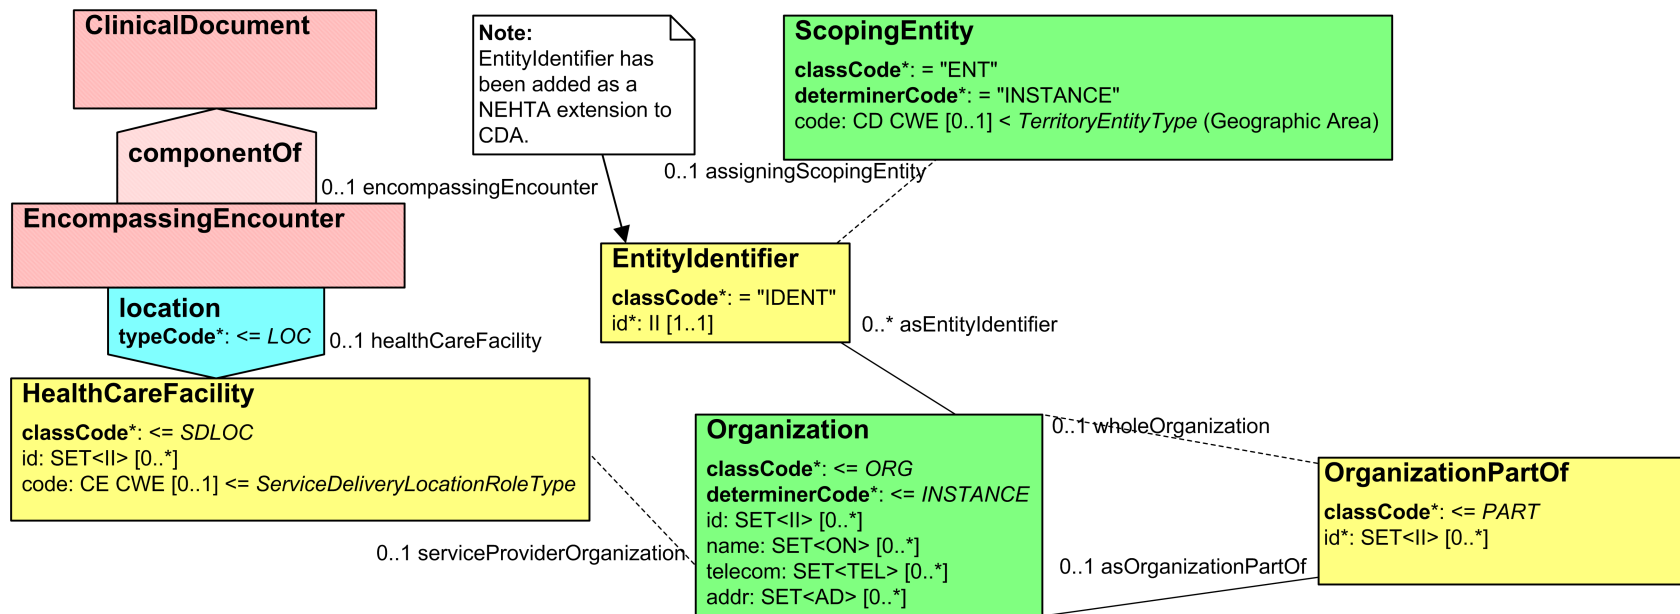 ClinicalDocument
componentOf
0..1 encompassingEncounter
EncompassingEncounter
location
typeCode*: <= LOC
0..1 healthCareFacility
HealthCareFacility
classCode*: <= SDLOC
id: SET<II> [0..*]
code: CE CWE [0..1] <= ServiceDeliveryLocationRoleType
0..1 serviceProviderOrganization
Note:
EntityIdentifier has
been added as a
NEHTA extension to
CDA.
ScopingEntity
classCode*: = "ENT"
determinerCode*: = "INSTANCE"
code: CD CWE [0..1] < TerritoryEntityType (Geographic Area)
0..1 assigningScopingEntity
EntityIdentifier
classCode*: = "IDENT"
id*: II [1..1]
0..* asEntityIdentifier
Organization
classCode*: <= ORG
determinerCode*: <= INSTANCE
id: SET<II> [0..*]
name: SET<ON> [0..*]
telecom: SET<TEL> [0..*]
addr: SET<AD> [0..*]
0..1 wholeOrganization
OrganizationPartOf
classCode*: <= PART
id*: SET<II> [0..*]
0..1 asOrganizationPartOf